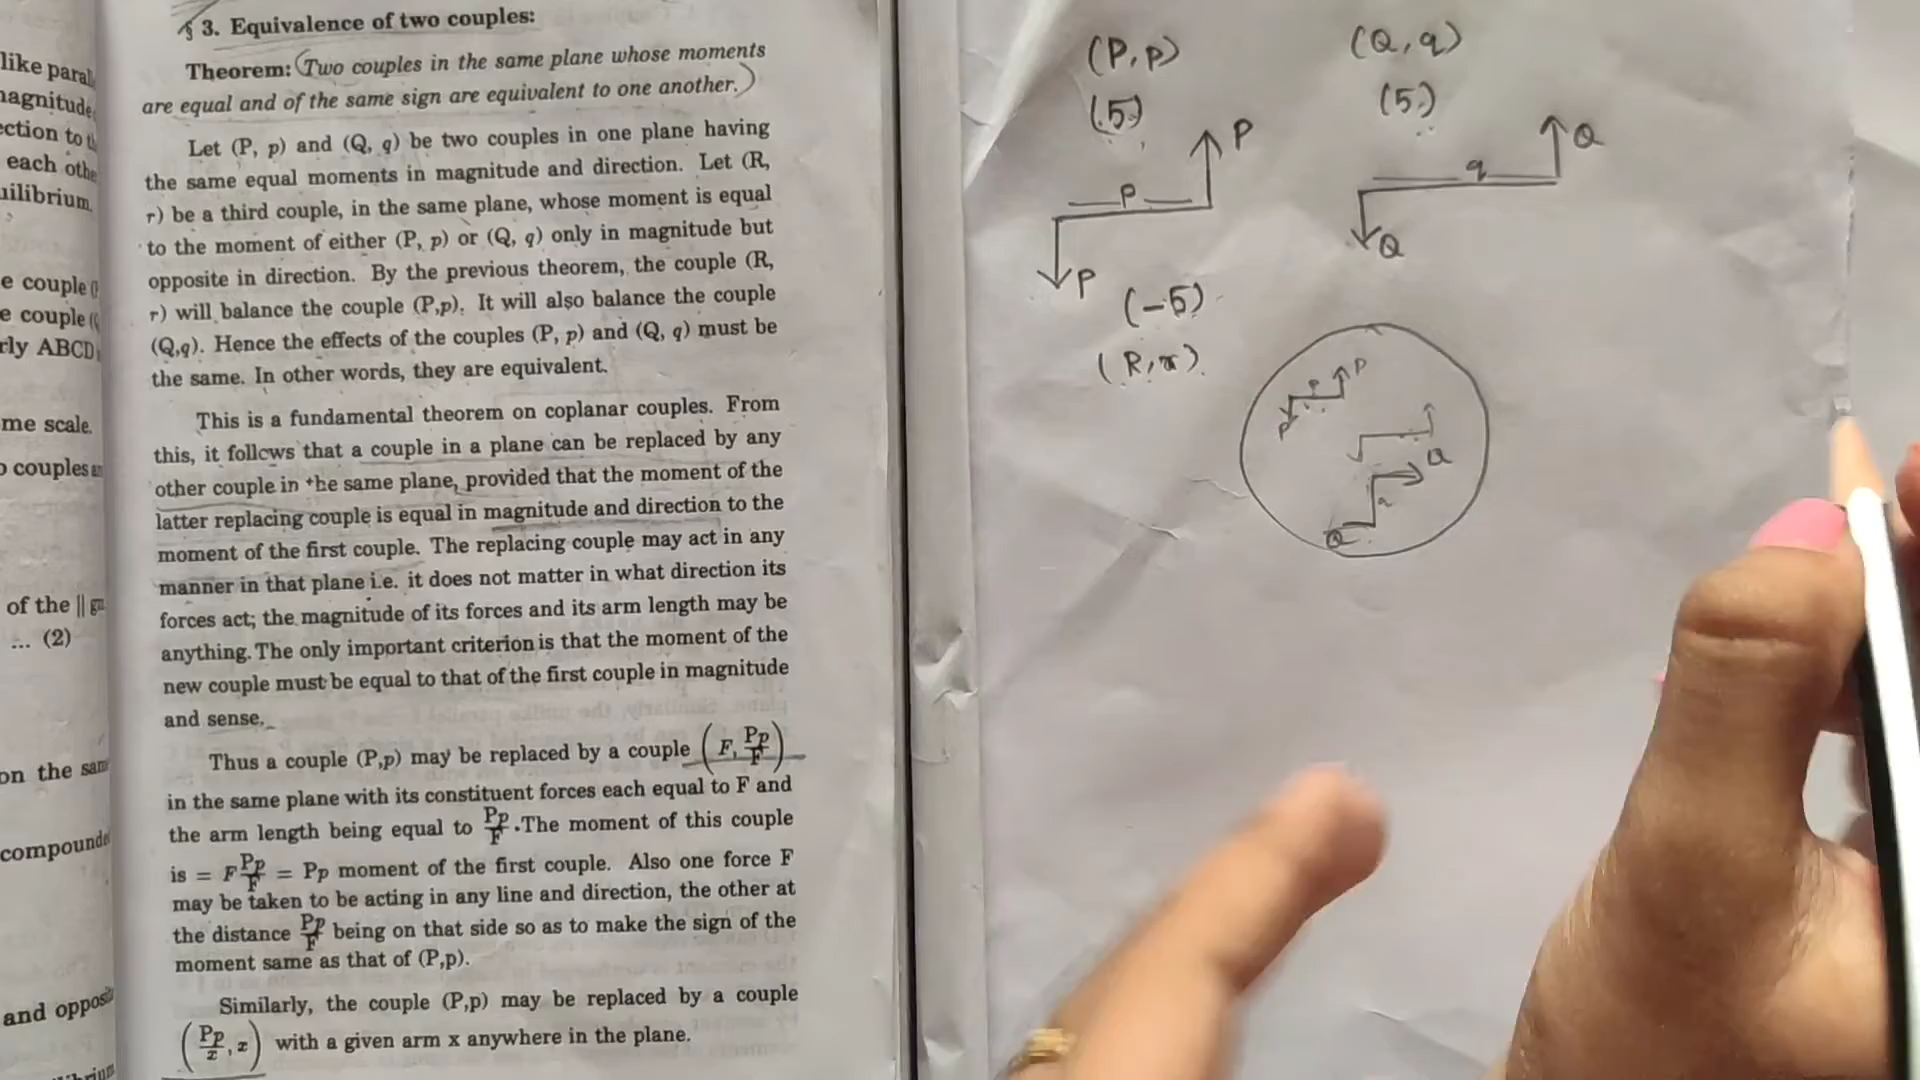 like paral
magnitude
ection to th
each othe
uilibrium.
e couple
e couple
rly ABCD
me scale.
couples
of the ||
... (2)
on the sam
compounde
and opposi
§ 3. Equivalence of two couples:
Theorem: (Two couples in the same plane whose moments
are equal and of the same sign are equivalent to one another.)
Let (P, p) and (Q, q) be two couples in one plane having
the same equal moments in magnitude and direction. Let (R,
r) be a third couple, in the same plane, whose moment is equal
to the moment of either (P, p) or (Q, q) only in magnitude but
opposite in direction. By the previous theorem, the couple (R,
r) will balance the couple (P,p). It will also balance the couple
(Q,q). Hence the effects of the couples (P, p) and (Q, q) must be
the same. In other words, they are equivalent.
This is a fundamental theorem on coplanar couples. From
this, it follows that a couple in a plane can be replaced by any
other couple in the same plane, provided that the moment of the
latter replacing couple is equal in magnitude and direction to the
moment of the first couple. The replacing couple may act in any
manner in that plane i.e. it does not matter in what direction its
forces act; the magnitude of its forces and its arm length may be
anything. The only important criterion is that the moment of the
new couple must be equal to that of the first couple in magnitude
and sense.
Thus a couple (P,p) may be replaced by a couple (F, Pp/F)
in the same plane with its constituent forces each equal to F and
the arm length being equal to Pp/F. The moment of this couple
is = F Pp/F = Pp moment of the first couple. Also one force F
may be taken to be acting in any line and direction, the other at
the distance Pp/F being on that side so as to make the sign of the
moment same as that of (P,p).
Similarly, the couple (P,p) may be replaced by a couple
(Pp/x, x) with a given arm x anywhere in the plane.
(P, p) (Q, q)
(5) (5)
P Q
p q
P Q
(-5)
(R, r)
P P
P
Q
q
Q